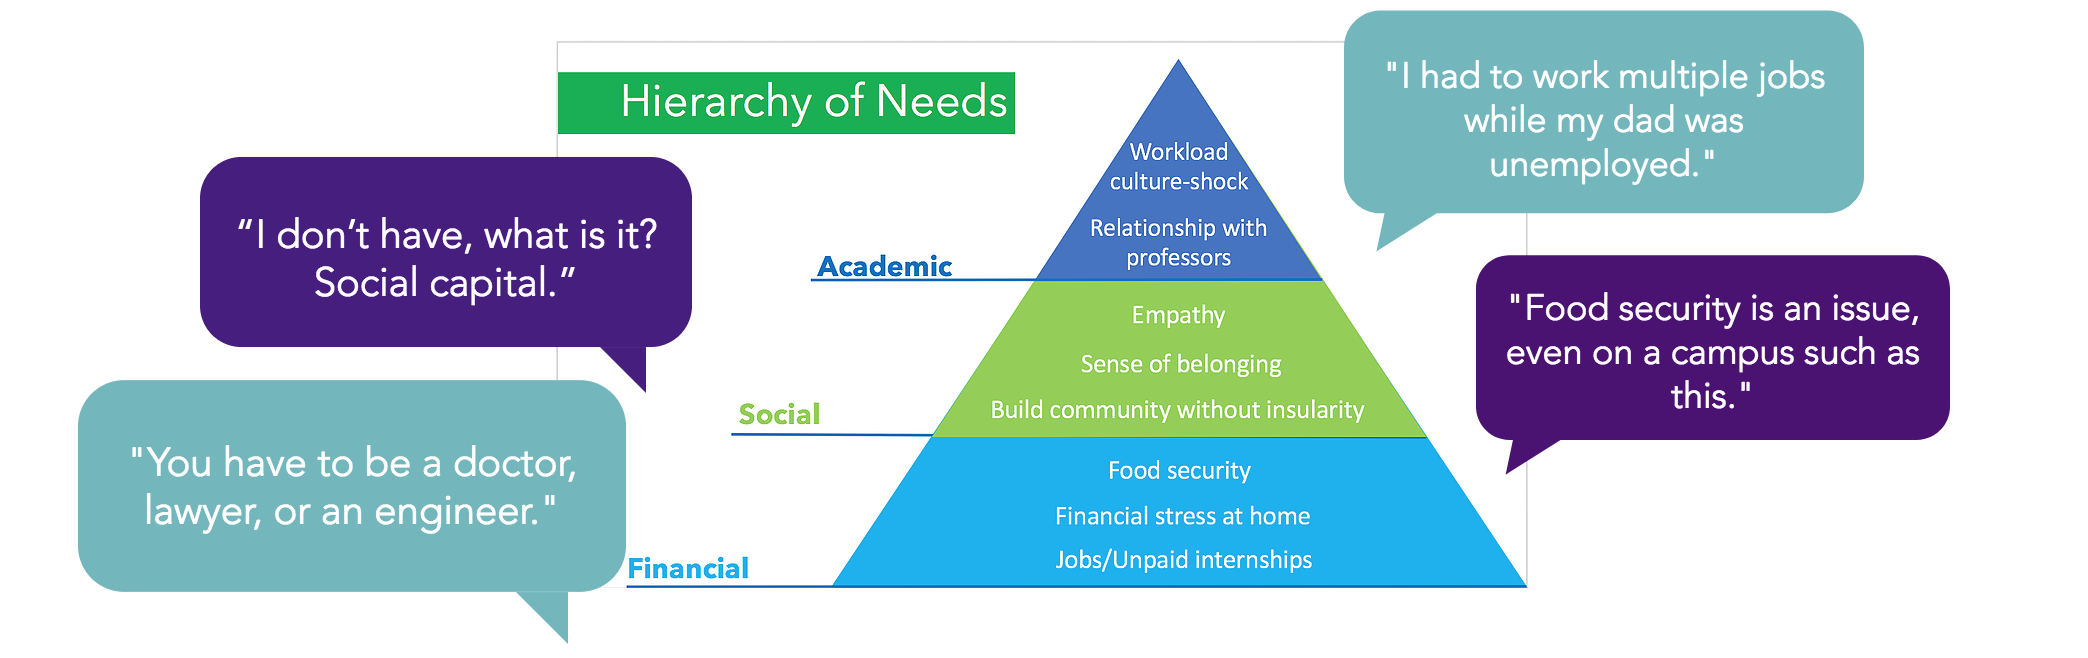 Hierarchy of Needs
"I had to work multiple jobs
while my dad was
unemployed."
“I don’t have, what is it?
Social capital.”
Workload
culture-shock
Relationship with
professors
Academic
"Food security is an issue,
even on a campus such as
this."
Empathy
Sense of belonging
Build community without insularity
Social
"You have to be a doctor,
lawyer, or an engineer."
Food security
Financial stress at home
Jobs/Unpaid internships
Financial